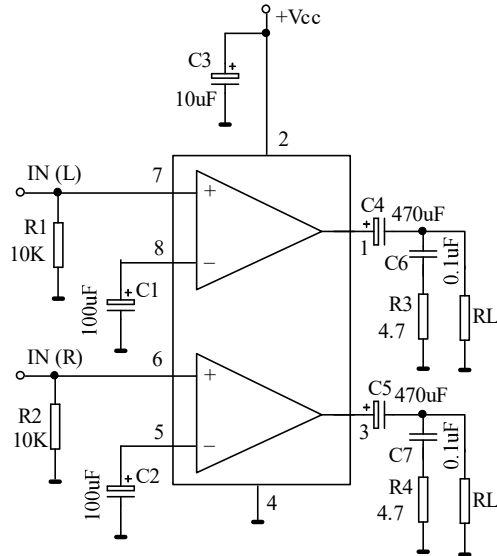 +Vcc
C3
+
10uF
2
IN (L)
7
+
C4
470uF
+
1
R1
10K
8
−
C6
0.1uF
+
C1
100uF
R3
4.7
RL
IN (R)
6
+
C5
470uF
+
3
R2
10K
5
−
C7
0.1uF
+
C2
100uF
R4
4.7
RL
4